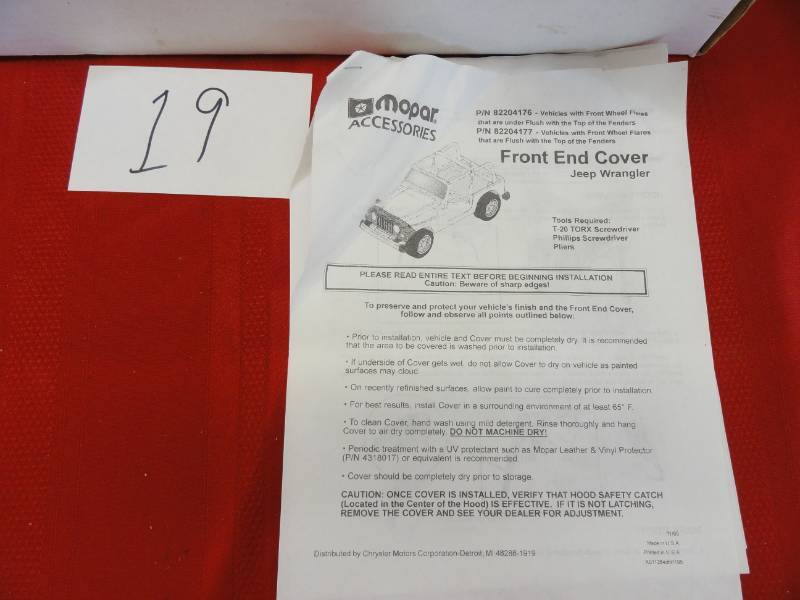 19
Mopar
ACCESSORIES
P/N 82204176 - Vehicles with Front Wheel Flares
that are under Flush with the Top of the Fenders
P/N 82204177 - Vehicles with Front Wheel Flares
that are Flush with the Top of the Fenders
Front End Cover
Jeep Wrangler
Tools Required:
T-20 TORX Screwdriver
Phillips Screwdriver
Pliers
PLEASE READ ENTIRE TEXT BEFORE BEGINNING INSTALLATION
Caution: Beware of sharp edges!
To preserve and protect your vehicle's finish and the Front End Cover,
follow and observe all points outlined below:
• Prior to installation, vehicle and Cover must be completely dry. It is recommended
that the area to be covered is washed prior to installation.
• If underside of Cover gets wet, do not allow Cover to dry on vehicle as painted
surfaces may cloud.
• On recently refinished surfaces, allow paint to cure completely prior to installation.
• For best results, install Cover in a surrounding environment of at least 65° F.
• To clean Cover, hand wash using mild detergent. Rinse thoroughly and hang
Cover to air dry completely. DO NOT MACHINE DRY!
• Periodic treatment with a UV protectant such as Mopar Leather & Vinyl Protector
(P/N 4318017) or equivalent is recommended.
• Cover should be completely dry prior to storage.
CAUTION: ONCE COVER IS INSTALLED, VERIFY THAT HOOD SAFETY CATCH
(Located in the Center of the Hood) IS EFFECTIVE. IF IT IS NOT LATCHING,
REMOVE THE COVER AND SEE YOUR DEALER FOR ADJUSTMENT.
Made in U.S.A.
Printed in U.S.A.
Distributed by Chrysler Motors Corporation-Detroit, MI 48288-1919